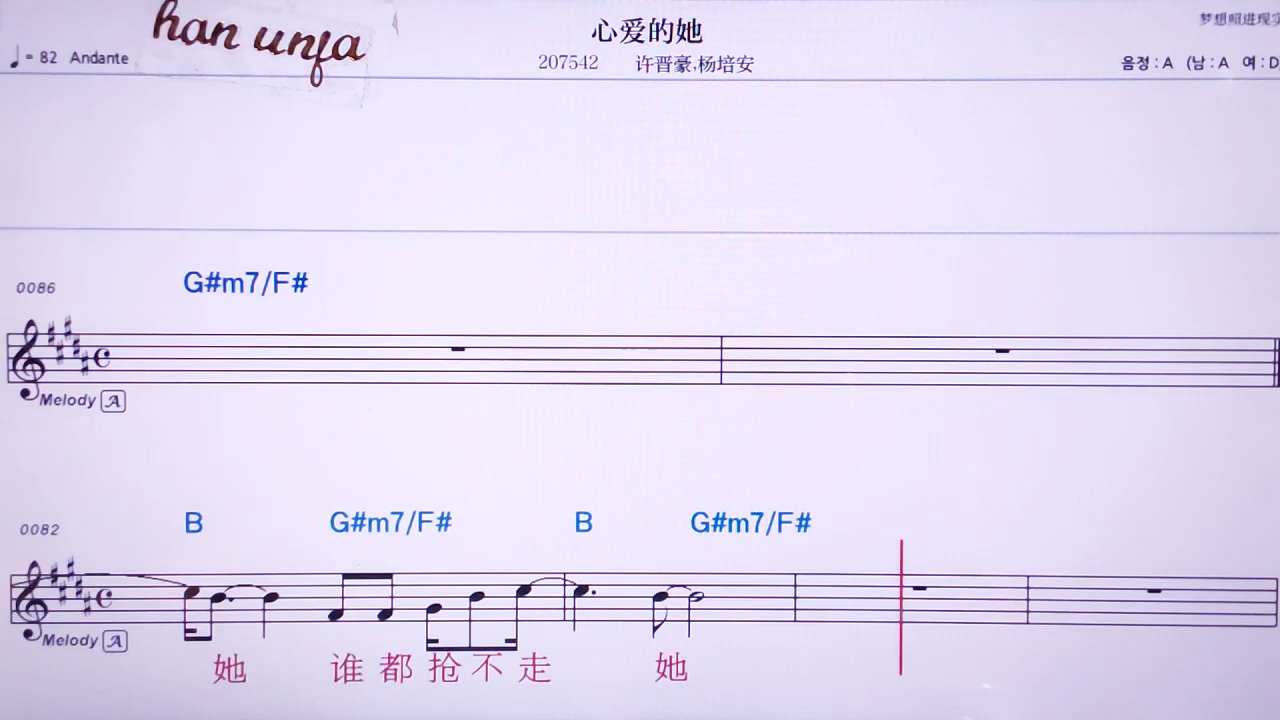 han unfa
心爱的她
梦想照进现实
♩= 82 Andante
207542 许晋豪,杨培安
음정 : A (남 : A 여 : D
0086
G#m7/F#
Melody A
0082
B G#m7/F# B G#m7/F#
Melody A
她 谁 都 抢 不 走 她